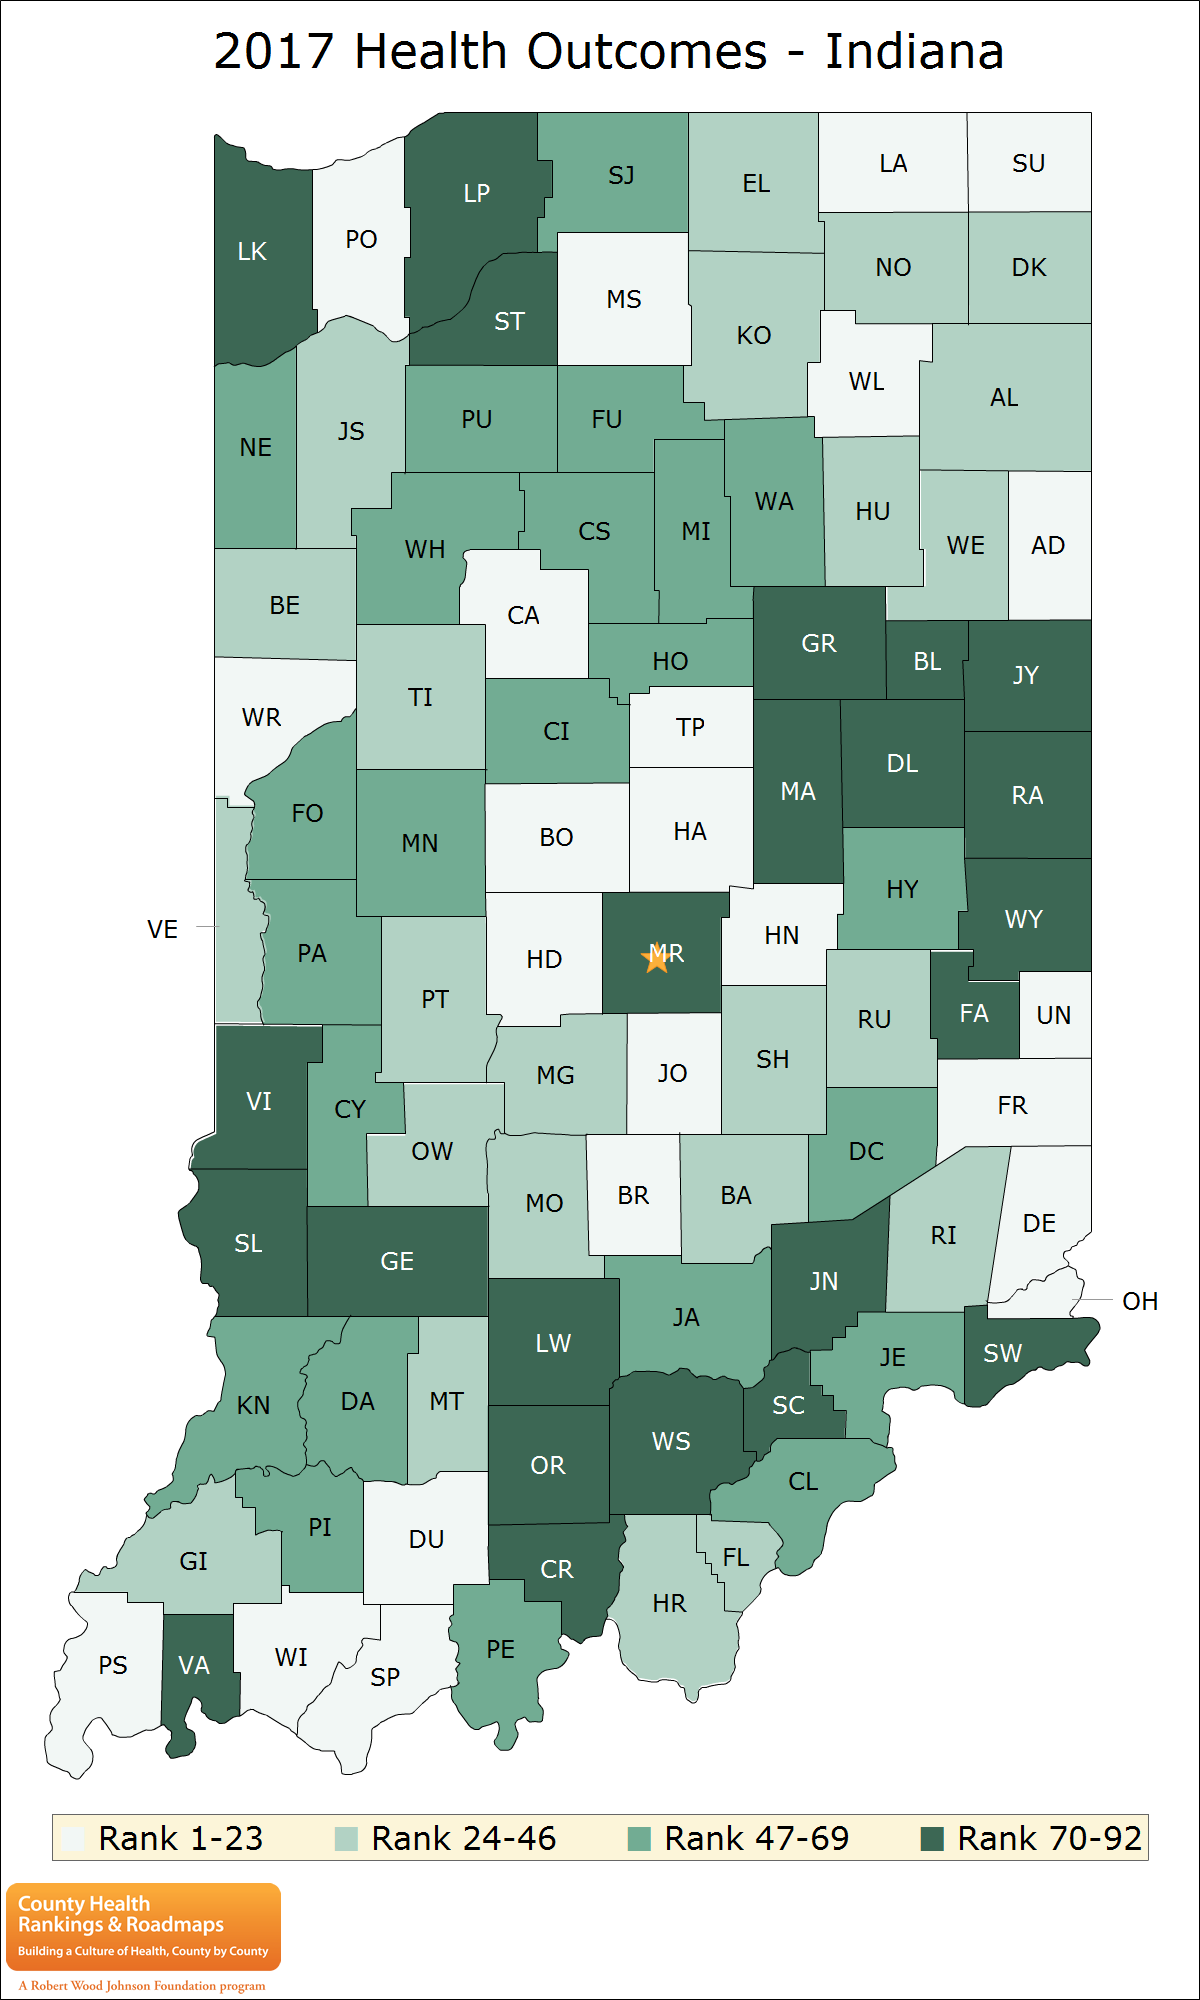 2017 Health Outcomes - Indiana
LA
SU
SJ
EL
LP
PO
LK
NO
DK
MS
ST
KO
WL
AL
PU
FU
JS
NE
WA
HU
CS
MI
WE
AD
WH
BE
CA
GR
HO
BL
JY
TI
WR
TP
CI
DL
MA
RA
FO
HA
BO
MN
HY
WY
VE
HN
PA
MR
HD
PT
FA
UN
RU
SH
JO
MG
VI
FR
CY
OW
DC
BR
BA
MO
DE
RI
SL
GE
JN
OH
JA
LW
SW
JE
DA
MT
KN
SC
WS
OR
CL
PI
DU
FL
GI
CR
HR
PE
WI
PS
VA
SP
Rank 1-23 Rank 24-46 Rank 47-69 Rank 70-92
County Health
Rankings & Roadmaps
Building a Culture of Health, County by County
A Robert Wood Johnson Foundation program